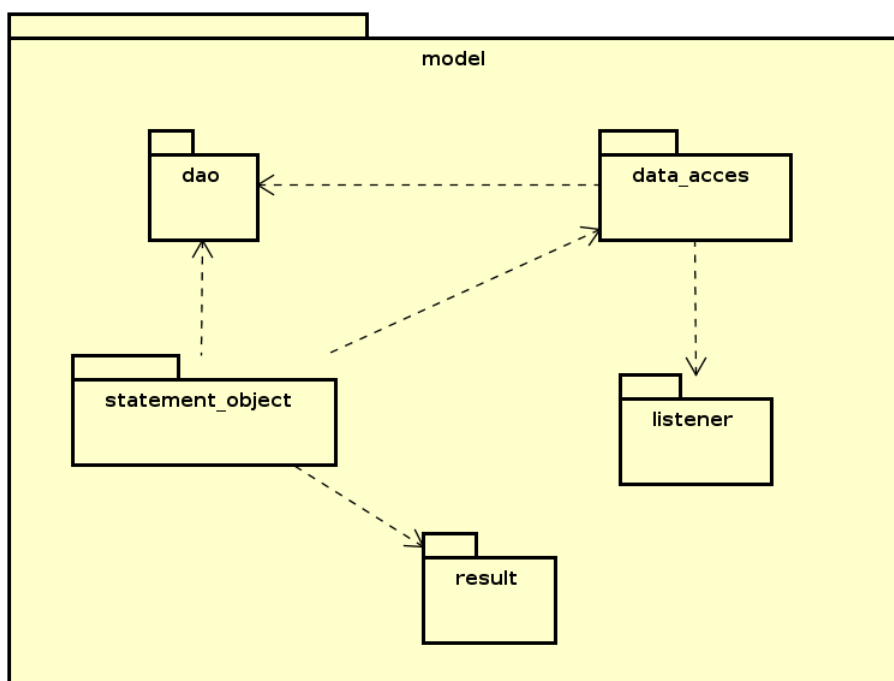 model
dao
data_acces
statement_object
listener
result